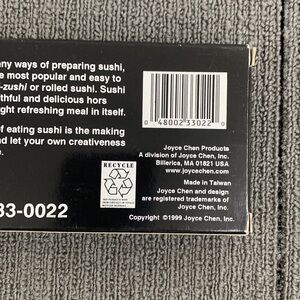 ny ways of preparing sushi,
e most popular and easy to
-zushi or rolled sushi. Sushi
thful and delicious hors
ght refreshing meal in itself.
of eating sushi is the making
nd let your own creativeness
e.
0 48002 33022 0
Joyce Chen Products
A division of Joyce Chen, Inc.
Billerica, MA 01821 USA
www.joycechen.com
Made in Taiwan
Joyce Chen and design
are registered trademarks of
Joyce Chen, Inc.
Copyright ©1999 Joyce Chen, Inc.
RECYCLE
33-0022